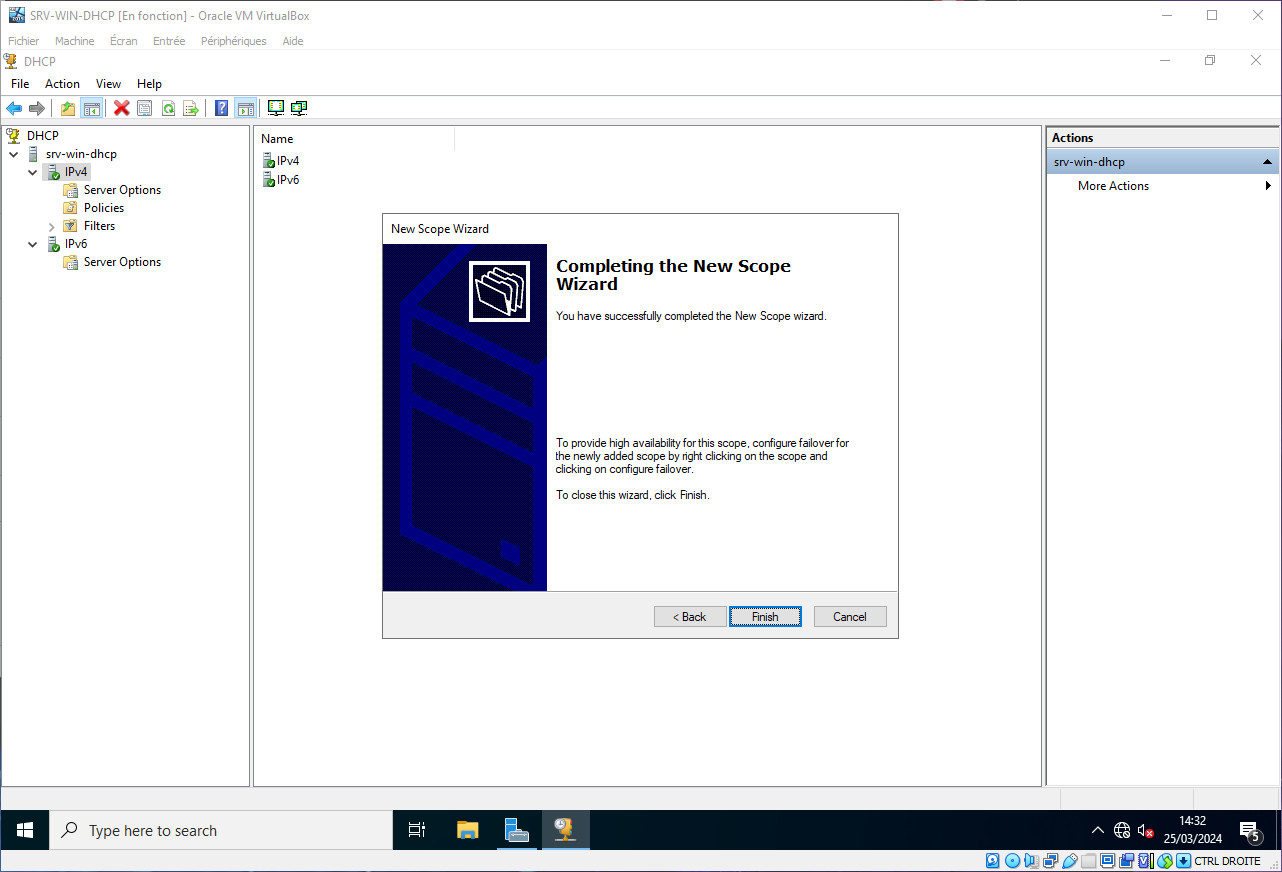 SRV-WIN-DHCP [En fonction] - Oracle VM VirtualBox
Fichier Machine Écran Entrée Périphériques Aide
DHCP
File Action View Help
DHCP
srv-win-dhcp
IPv4
Server Options
Policies
Filters
IPv6
Server Options
Name
IPv4
IPv6
Actions
srv-win-dhcp
More Actions
New Scope Wizard
Completing the New Scope
Wizard
You have successfully completed the New Scope wizard.
To provide high availability for this scope, configure failover for
the newly added scope by right clicking on the scope and
clicking on configure failover.
To close this wizard, click Finish.
< Back Finish Cancel
Type here to search
14:32
25/03/2024
5
CTRL DROITE